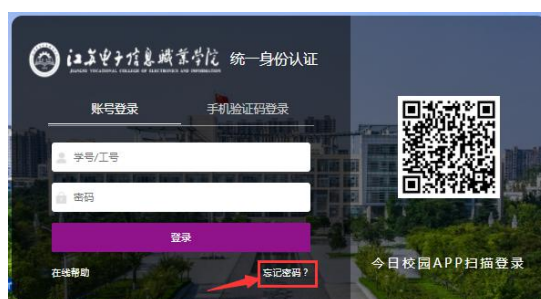 江苏电子信息职业学院 统一身份认证
JIANGSU VOCATIONAL COLLEGE OF ELECTRONICS AND INFORMATION
账号登录 手机验证码登录
学号/工号
密码
登录
在线帮助 忘记密码？
今日校园APP扫描登录